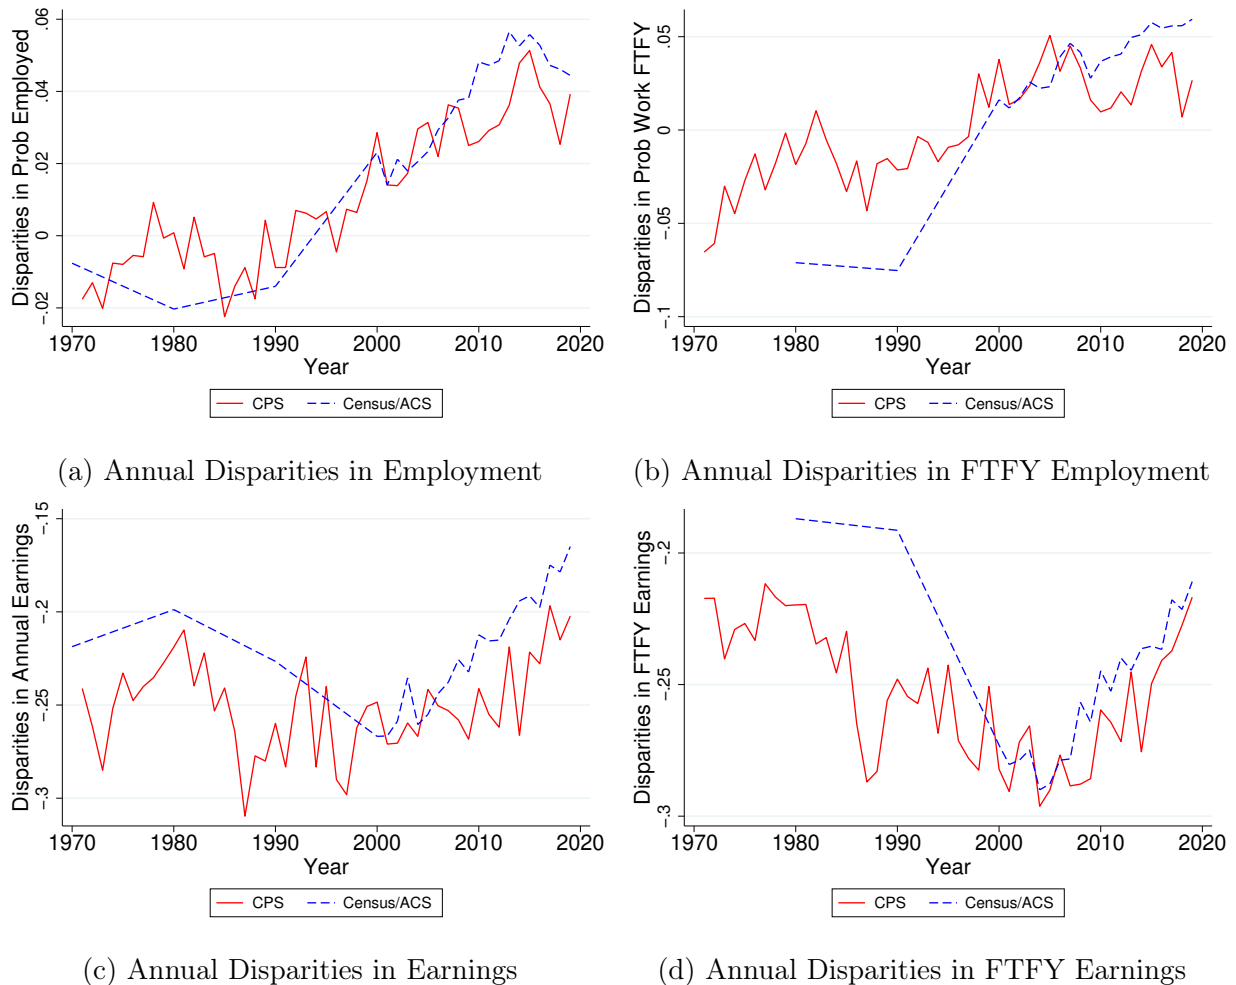 Disparities in Prob Employed
.06
.04
.02
0
-.02
1970 1980 1990 2000 2010 2020
Year
CPS Census/ACS
(a) Annual Disparities in Employment
Disparities in Prob Work FTFY
.05
0
-.05
-.1
1970 1980 1990 2000 2010 2020
Year
CPS Census/ACS
(b) Annual Disparities in FTFY Employment
Disparities in Annual Earnings
-.15
-.2
-.25
-.3
1970 1980 1990 2000 2010 2020
Year
CPS Census/ACS
(c) Annual Disparities in Earnings
Disparities in FTFY Earnings
-.2
-.25
-.3
1970 1980 1990 2000 2010 2020
Year
CPS Census/ACS
(d) Annual Disparities in FTFY Earnings